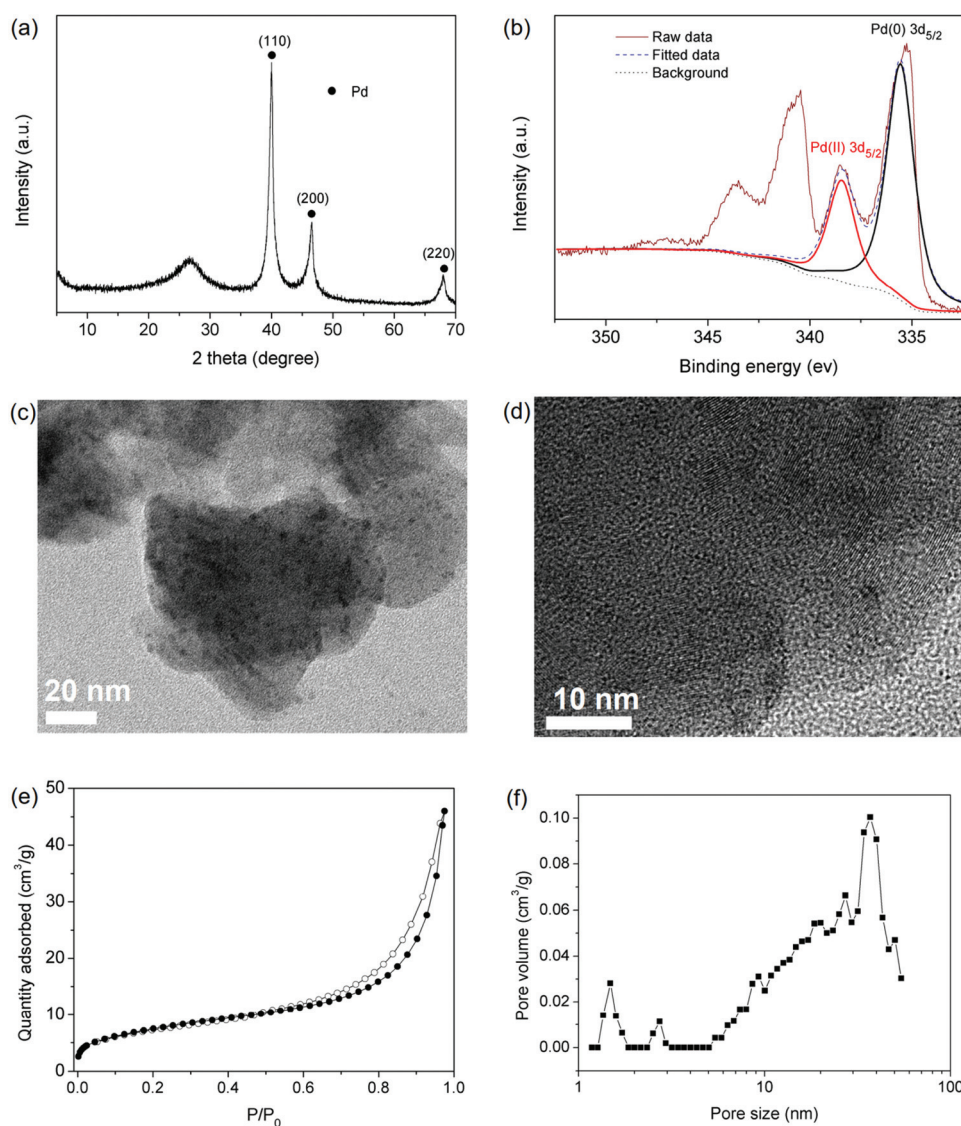 (a)
(110)
Pd
(200)
(220)
Intensity (a.u.)
10 20 30 40 50 60 70
2 theta (degree)
(b)
Raw data
Fitted data
Background
Pd(0) 3d5/2
Pd(II) 3d5/2
Intensity (a.u.)
350 345 340 335
Binding energy (ev)
(c)
20 nm
(d)
10 nm
(e)
Quantity adsorbed (cm³/g)
50
40
30
20
10
0
0.0 0.2 0.4 0.6 0.8 1.0
P/P0
(f)
Pore volume (cm³/g)
0.10
0.08
0.06
0.04
0.02
0.00
1 10 100
Pore size (nm)